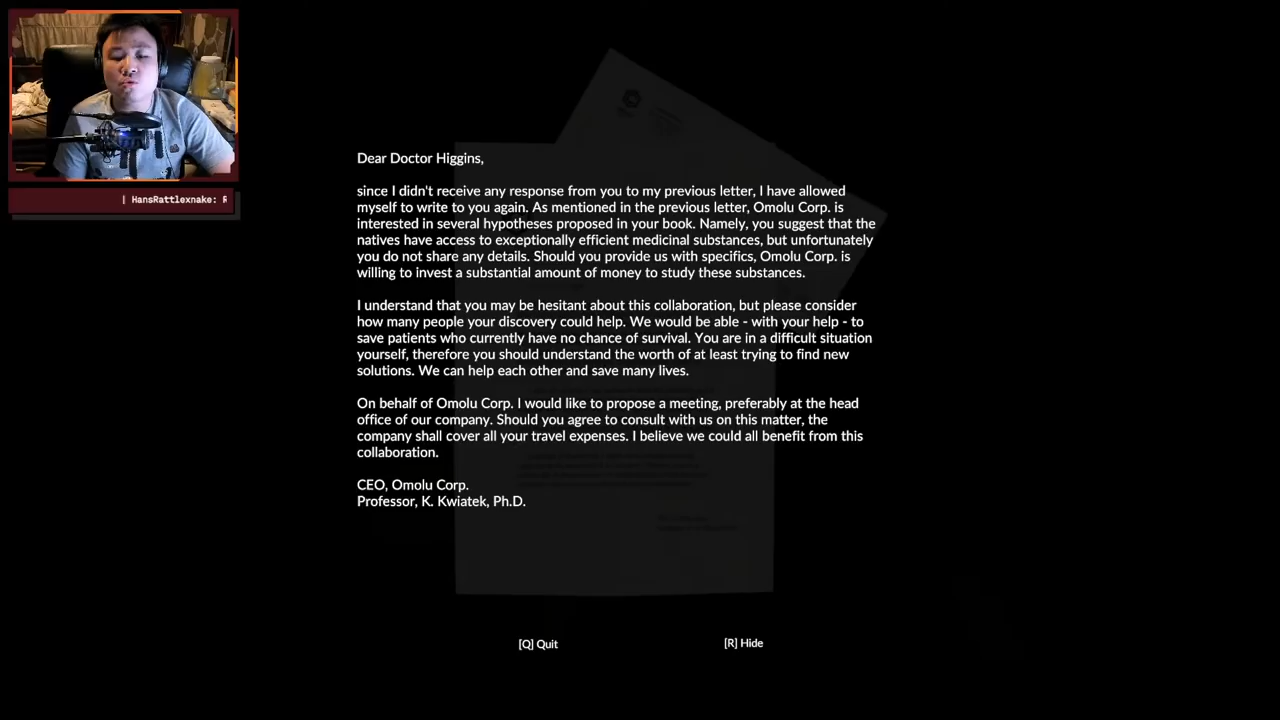 | HansRattlexnake: R
Dear Doctor Higgins,
since I didn't receive any response from you to my previous letter, I have allowed
myself to write to you again. As mentioned in the previous letter, Omolu Corp. is
interested in several hypotheses proposed in your book. Namely, you suggest that the
natives have access to exceptionally efficient medicinal substances, but unfortunately
you do not share any details. Should you provide us with specifics, Omolu Corp. is
willing to invest a substantial amount of money to study these substances.
I understand that you may be hesitant about this collaboration, but please consider
how many people your discovery could help. We would be able - with your help - to
save patients who currently have no chance of survival. You are in a difficult situation
yourself, therefore you should understand the worth of at least trying to find new
solutions. We can help each other and save many lives.
On behalf of Omolu Corp. I would like to propose a meeting, preferably at the head
office of our company. Should you agree to consult with us on this matter, the
company shall cover all your travel expenses. I believe we could all benefit from this
collaboration.
CEO, Omolu Corp.
Professor, K. Kwiatek, Ph.D.
[Q] Quit
[R] Hide